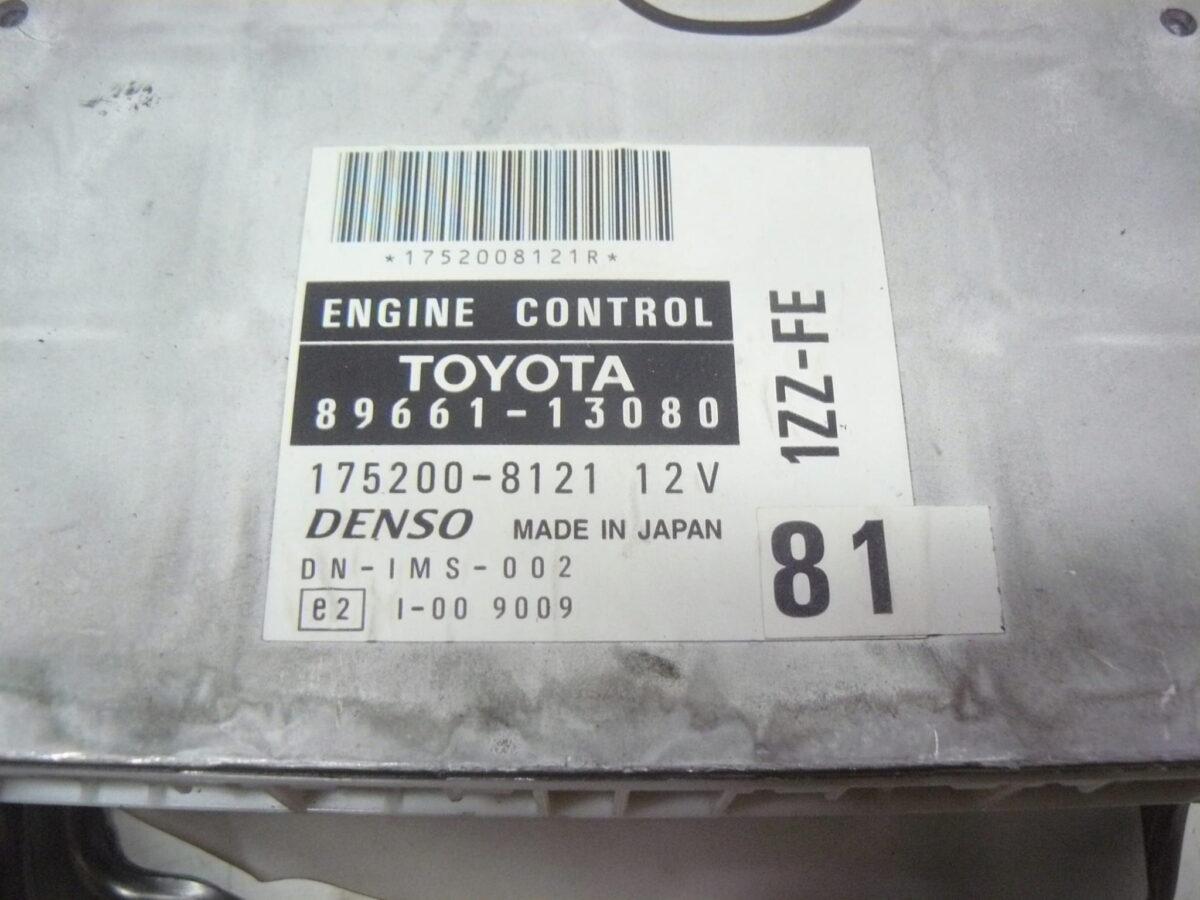 *1752008121R*
ENGINE CONTROL
TOYOTA
89661-13080
175200-8121 12V
DENSO MADE IN JAPAN
DN-IMS-002
e2 I-00 9009
1ZZ-FE
81